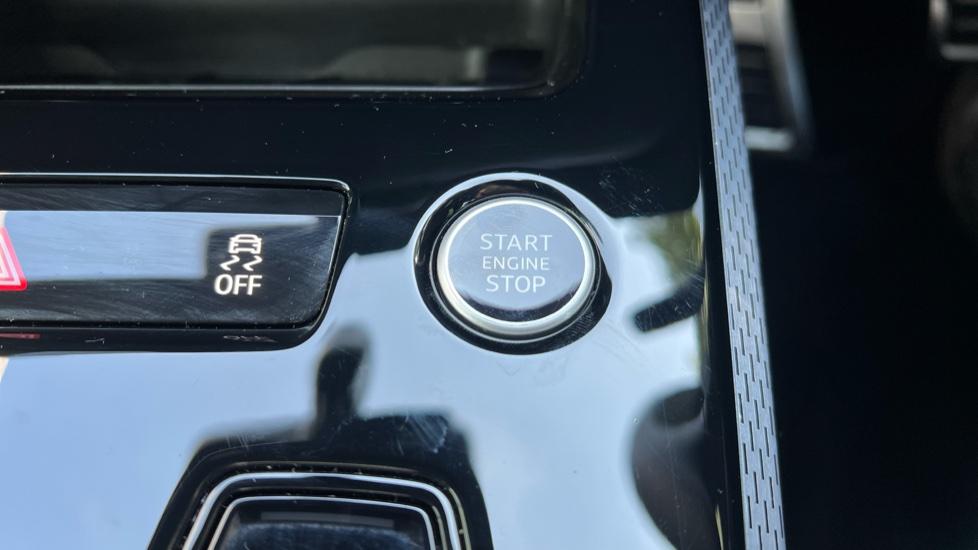 OFF
START
ENGINE
STOP